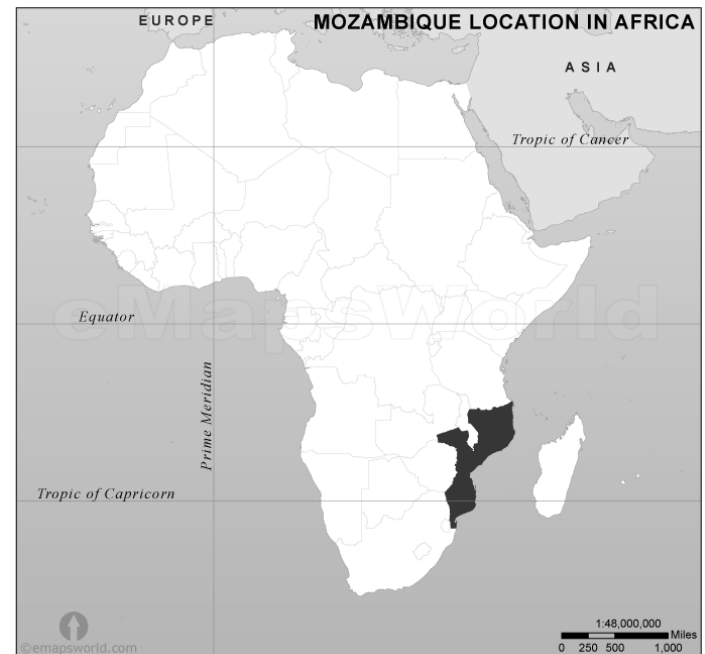 EUROPE
MOZAMBIQUE LOCATION IN AFRICA
ASIA
Tropic of Cancer
eMapsWorld
Equator
Prime Meridian
Tropic of Capricorn
1:48,000,000
Miles
0 250 500 1,000
©emapsworld.com